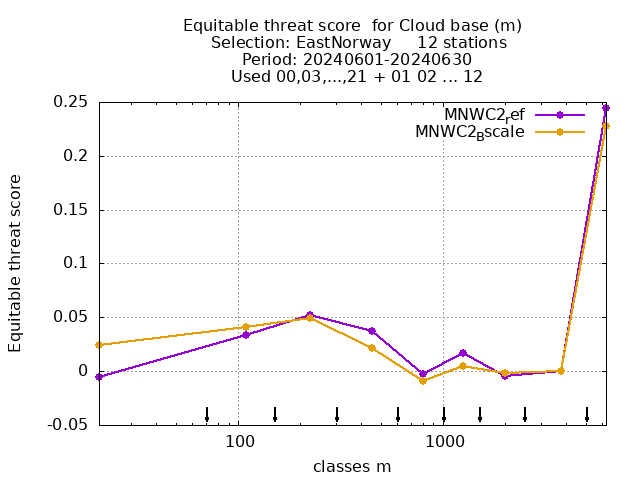 Equitable threat score  for Cloud base (m)
Selection: EastNorway     12 stations
Period: 20240601-20240630
Used 00,03,...,21 + 01 02 ... 12
MNWC2_ref
MNWC2_Bscale
0.25
0.2
0.15
0.1
0.05
0
-0.05
Equitable threat score
100
1000
classes m